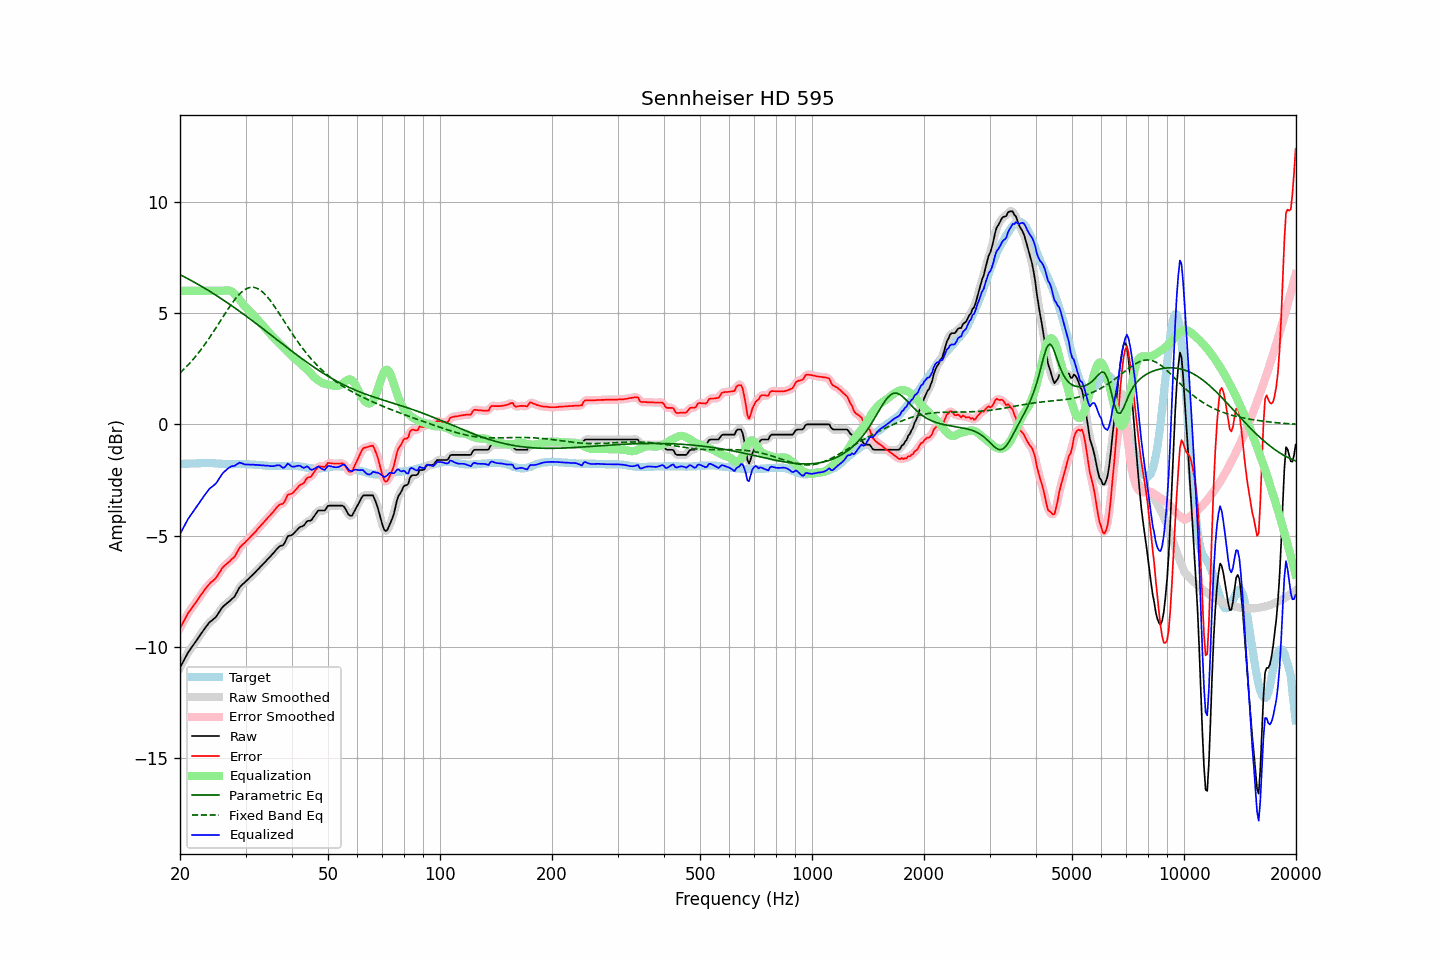 Sennheiser HD 595
Amplitude (dBr)
10
5
0
−5
−10
−15
Target
Raw Smoothed
Error Smoothed
Raw
Error
Equalization
Parametric Eq
Fixed Band Eq
Equalized
20 50 100 200 500 1000 2000 5000 10000 20000
Frequency (Hz)